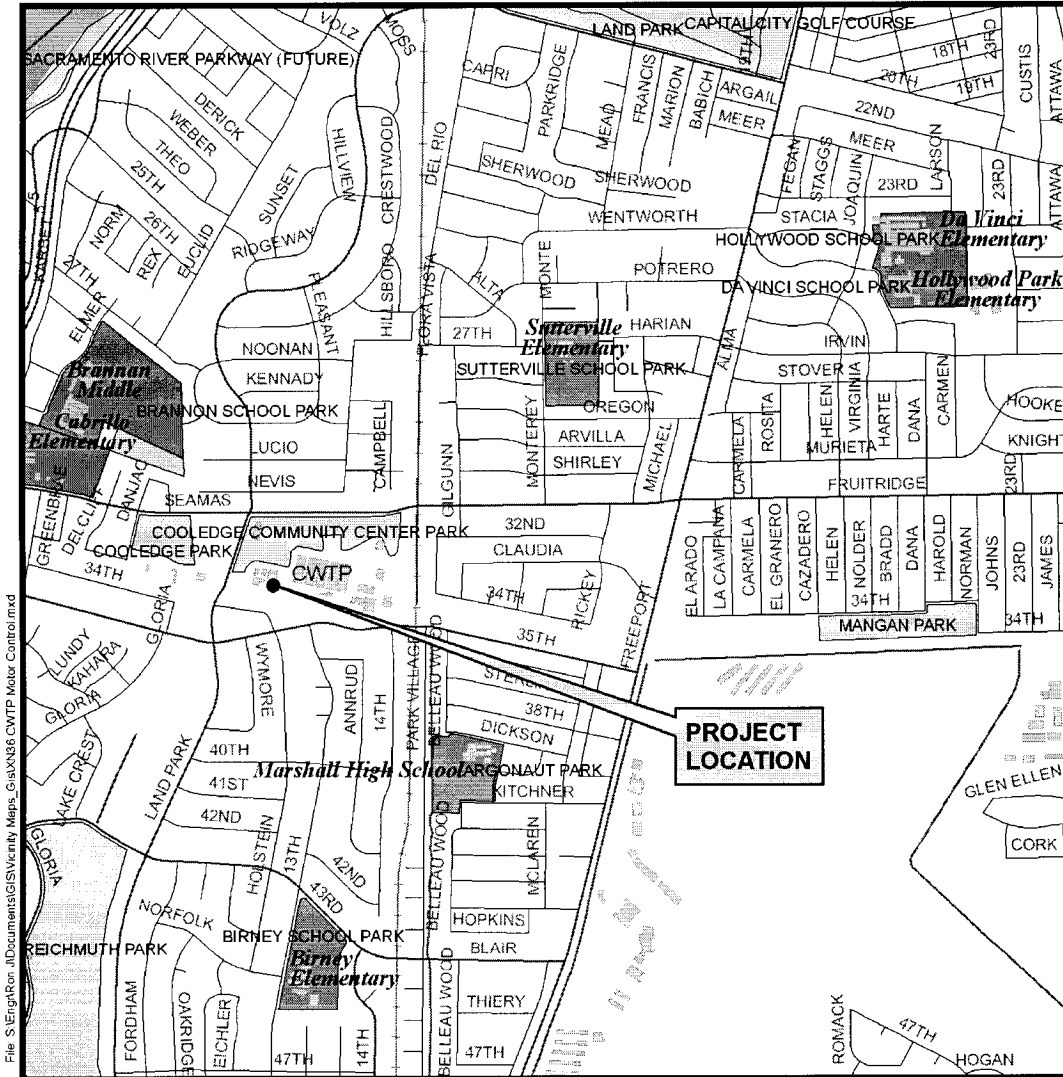 VOLZ
MOSS
LAND PARK
CAPITAL CITY GOLF COURSE
SACRAMENTO RIVER PARKWAY (FUTURE)
CAPRI
PARKRIDGE
MEAD
FRANCIS
MARION
BABICH
9TH
ARGAIL
MEER
18TH
23RD
20TH
19TH
CUSTIS
ATTAWA
22ND
MEER
DERICK
WEBER
THEO
25TH
26TH
SUNSET
HILLVIEW
CRESTWOOD
DEL RIO
SHERWOOD
SHERWOOD
FEGAN
STAGGS
JOAQUIN
LARSON
23RD
23RD
ATTAWA
WENTWORTH
STACIA
NORM
REX
EUCLID
RIDGEWAY
HOLLYWOOD SCHOOL PARK
Da Vinci
Elementary
27TH
PLEASANT
HILLSBORO
ALTA
MONTE
POTRERO
DA VINCI SCHOOL PARK
Hollywood Park
Elementary
ELMER
27TH
Sutterville
Elementary
HARIAN
ALMA
IRVIN
NOONAN
SUTTERVILLE SCHOOL PARK
STOVER
Brannan
Middle
KENNADY
CAMPBELL
OREGON
HELEN
VIRGINIA
HARTE
DANA
CARMEN
HOOKE
BRANNON SCHOOL PARK
Cabrillo
Elementary
LUCIO
MONTEREY
ARVILLA
SHIRLEY
MICHAEL
CARMELA
ROSITA
MURIETA
KNIGHT
NEVIS
GILGUNN
FRUITRIDGE
23RD
GREENBRAE
DELCLIFF
DANJAC
SEAMAS
COOLEDGE COMMUNITY CENTER PARK
32ND
COOLEDGE PARK
CLAUDIA
EL ARADO
LA CAMPANA
CARMELA
EL GRANERO
CAZADERO
HELEN
NOLDER
BRADD
DANA
HAROLD
NORMAN
JOHNS
23RD
JAMES
34TH
GLORIA
CWTP
34TH
RICKEY
34TH
MANGAN PARK
34TH
35TH
FREEPORT
LUNDY
KAHARA
GLORIA
WYMORE
ANNRUD
14TH
PARK VILLAGE
BELLEAU WOOD
38TH
DICKSON
PROJECT
LOCATION
40TH
LAKE CREST
LAND PARK
41ST
Marshall High School
ARGONAUT PARK
KITCHNER
GLEN ELLEN
42ND
CORK
GLORIA
HOLSTEIN
13TH
42ND
43RD
BELLEAU WOOD
MCLAREN
NORFOLK
HOPKINS
REICHMUTH PARK
BIRNEY SCHOOL PARK
BLAIR
Birney
Elementary
FORDHAM
OAKRIDGE
EICHLER
47TH
14TH
BELLEAU WOOD
THIERY
47TH
ROMACK
47TH
HOGAN